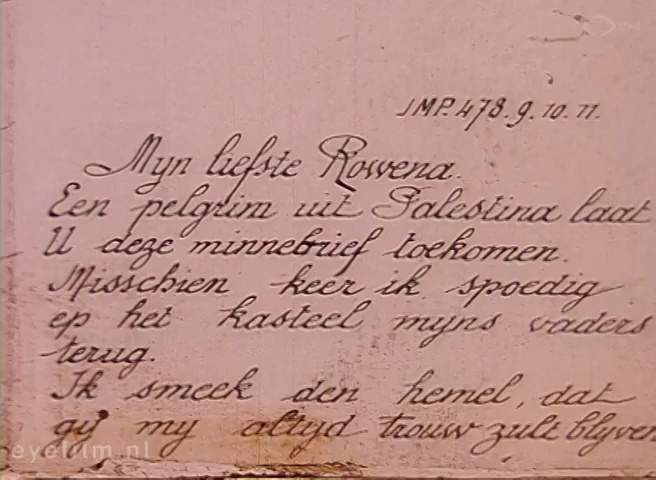 IMP. 478. 9. 10. 11.
Myn liefste Rowena.
Een pelgrim uit Palestina laat
U deze minnebrief toekomen.
Misschien keer ik spoedig
op het kasteel myns vaders
terug.
Ik smeek den hemel, dat
gij my altyd trouw zult blyven
eyefilm.nl